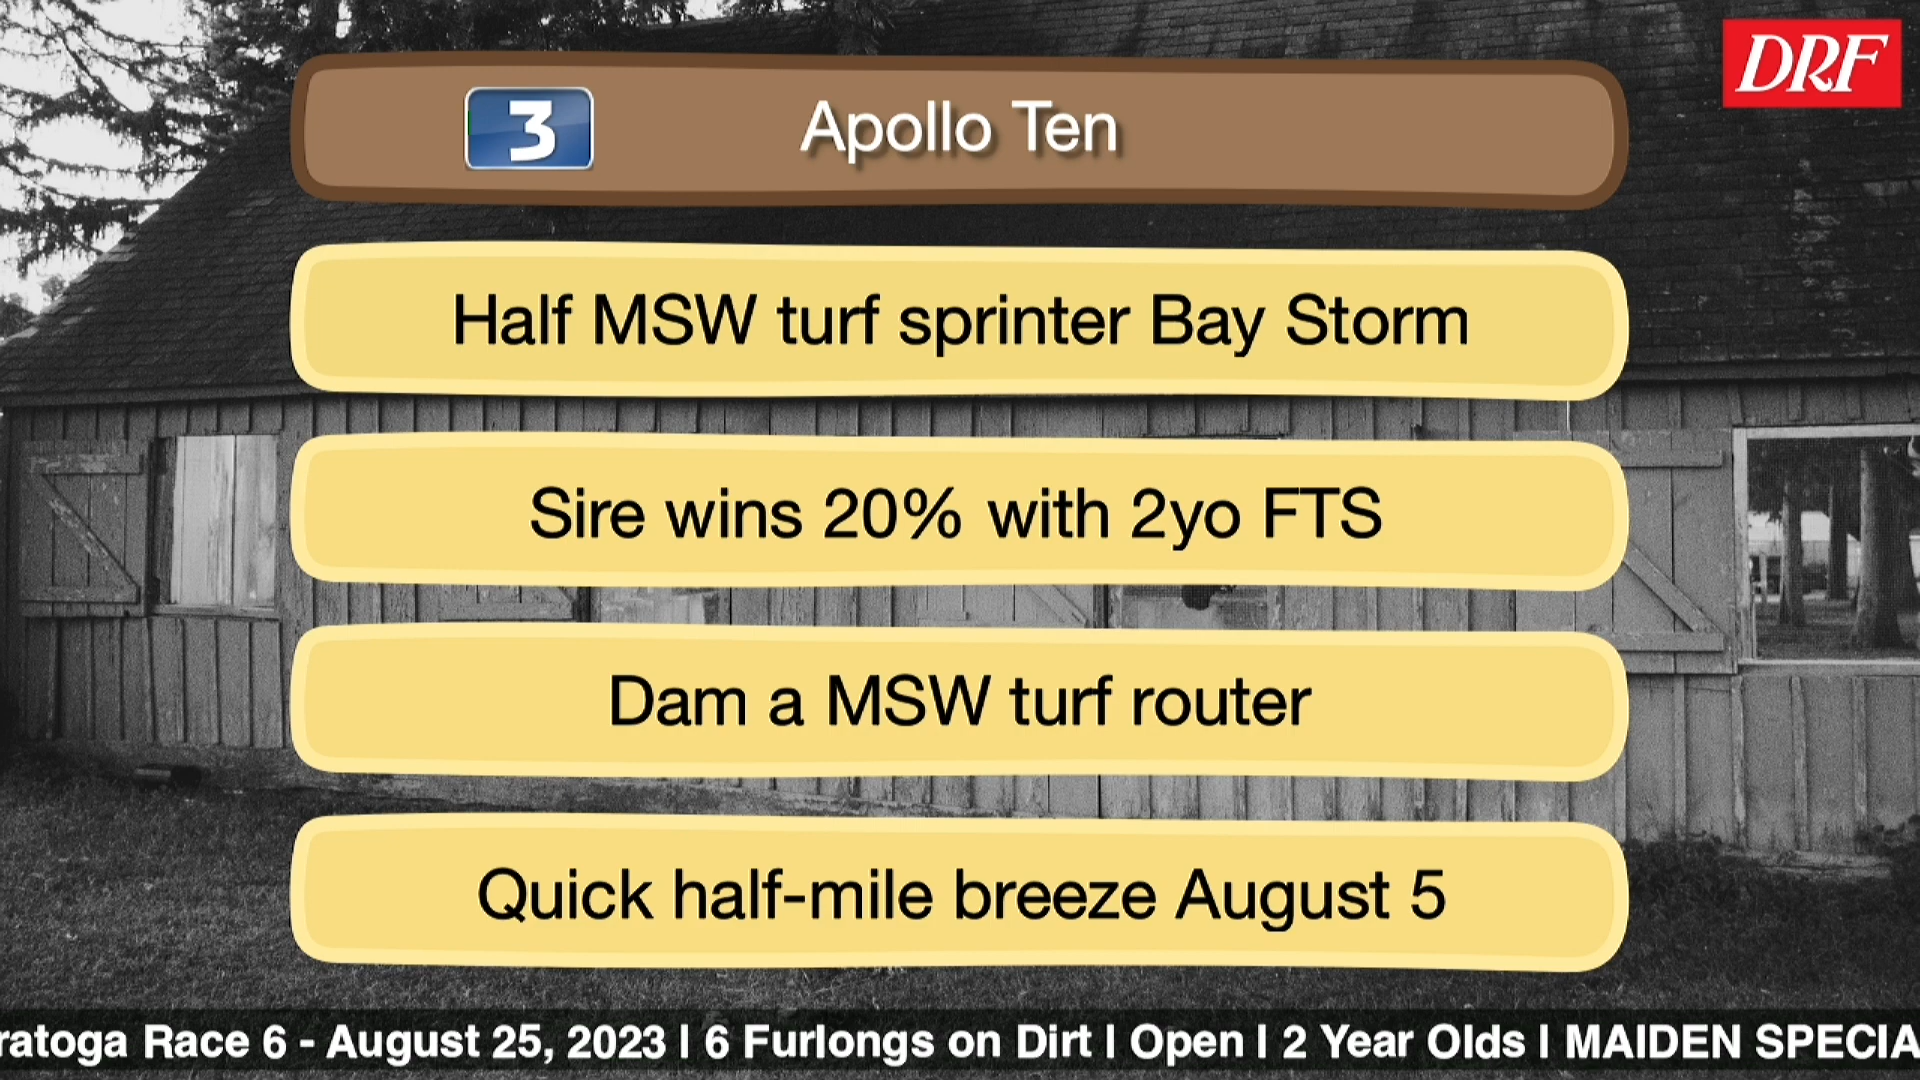 DRF
3 Apollo Ten
Half MSW turf sprinter Bay Storm
Sire wins 20% with 2yo FTS
Dam a MSW turf router
Quick half-mile breeze August 5
ratoga Race 6 - August 25, 2023 | 6 Furlongs on Dirt | Open | 2 Year Olds | MAIDEN SPECIA